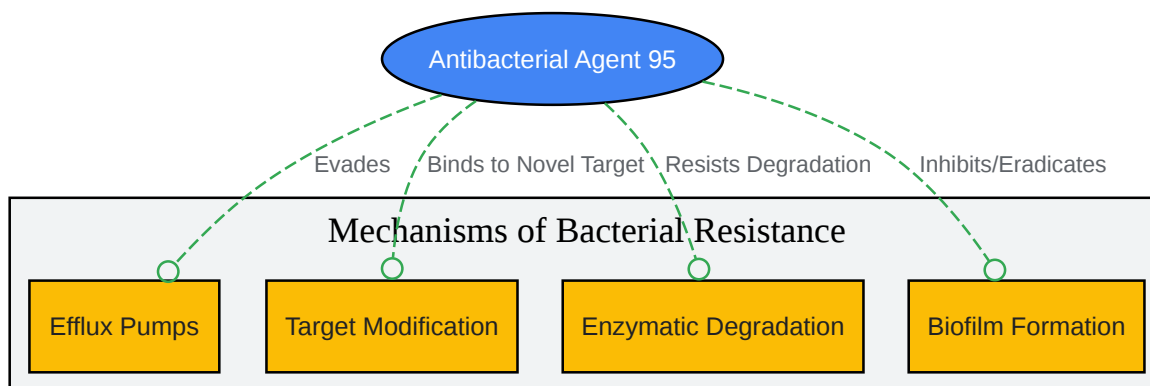 Antibacterial Agent 95
Evades
Binds to Novel Target
Resists Degradation
Inhibits/Eradicates
Mechanisms of Bacterial Resistance
Efflux Pumps
Target Modification
Enzymatic Degradation
Biofilm Formation